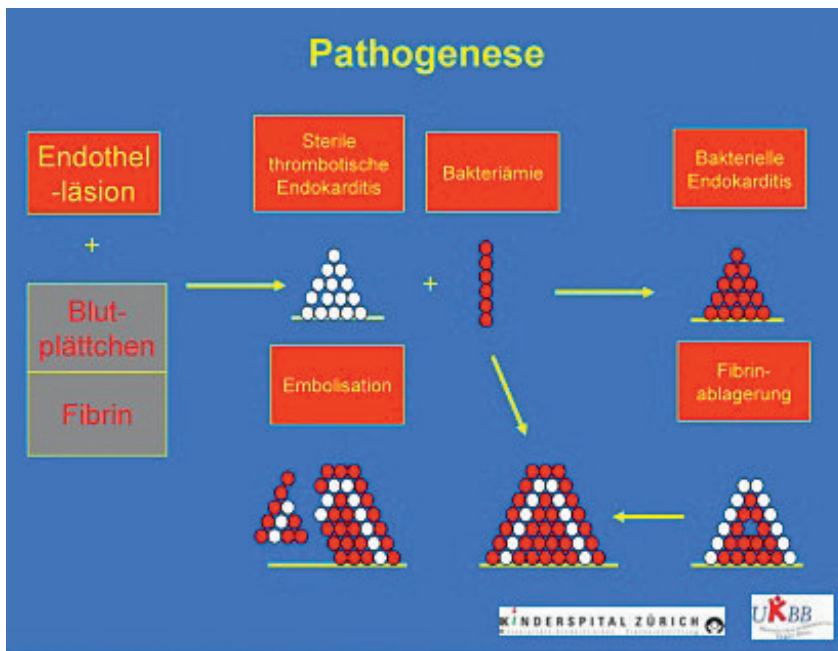 Pathogenese
Endothel
-läsion
+
Blut-
plättchen
Fibrin
Sterile
thrombotische
Endokarditis
+
Bakteriämie
Bakterielle
Endokarditis
Embolisation
Fibrin-
ablagerung
KINDERSPITAL ZÜRICH
UKBB